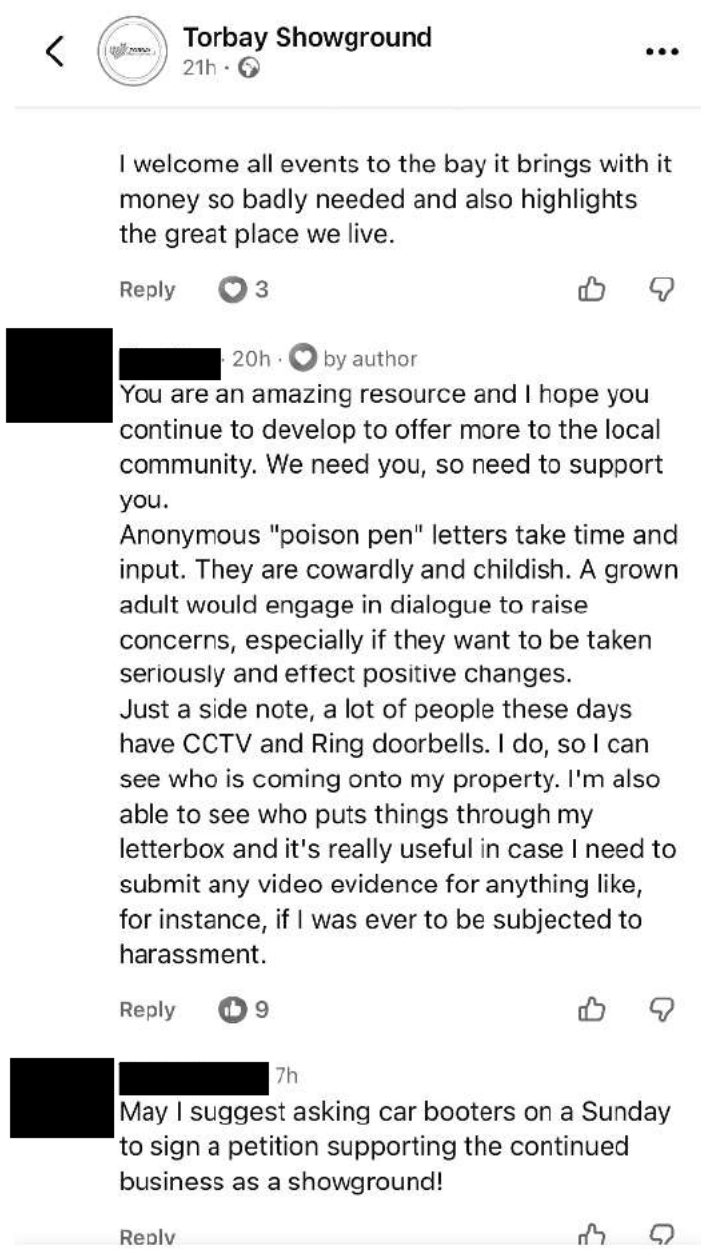 Torbay Showground
21h ·
I welcome all events to the bay it brings with it
money so badly needed and also highlights
the great place we live.
Reply 3
· 20h · by author
You are an amazing resource and I hope you
continue to develop to offer more to the local
community. We need you, so need to support
you.
Anonymous "poison pen" letters take time and
input. They are cowardly and childish. A grown
adult would engage in dialogue to raise
concerns, especially if they want to be taken
seriously and effect positive changes.
Just a side note, a lot of people these days
have CCTV and Ring doorbells. I do, so I can
see who is coming onto my property. I'm also
able to see who puts things through my
letterbox and it's really useful in case I need to
submit any video evidence for anything like,
for instance, if I was ever to be subjected to
harassment.
Reply 9
7h
May I suggest asking car booters on a Sunday
to sign a petition supporting the continued
business as a showground!
Reply